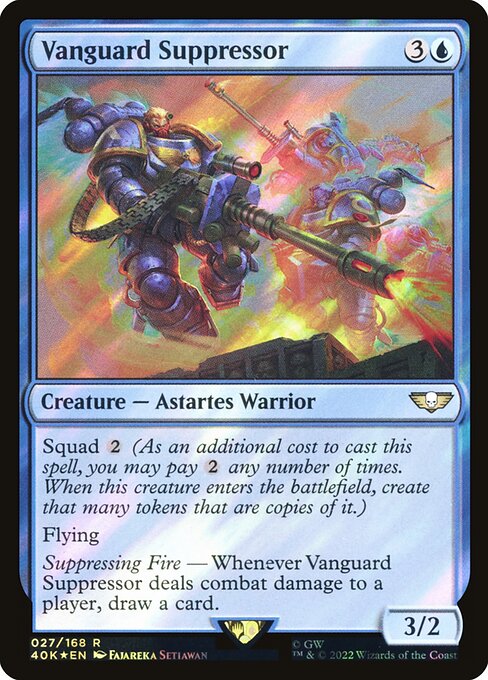 Vanguard Suppressor 3
Creature — Astartes Warrior
Squad 2 (As an additional cost to cast this
spell, you may pay 2 any number of times.
When this creature enters the battlefield, create
that many tokens that are copies of it.)
Flying
Suppressing Fire — Whenever Vanguard
Suppressor deals combat damage to a
player, draw a card.
3/2
027/168 R
40K★EN Fajareka Setiawan
© GW
™ & © 2022 Wizards of the Coast